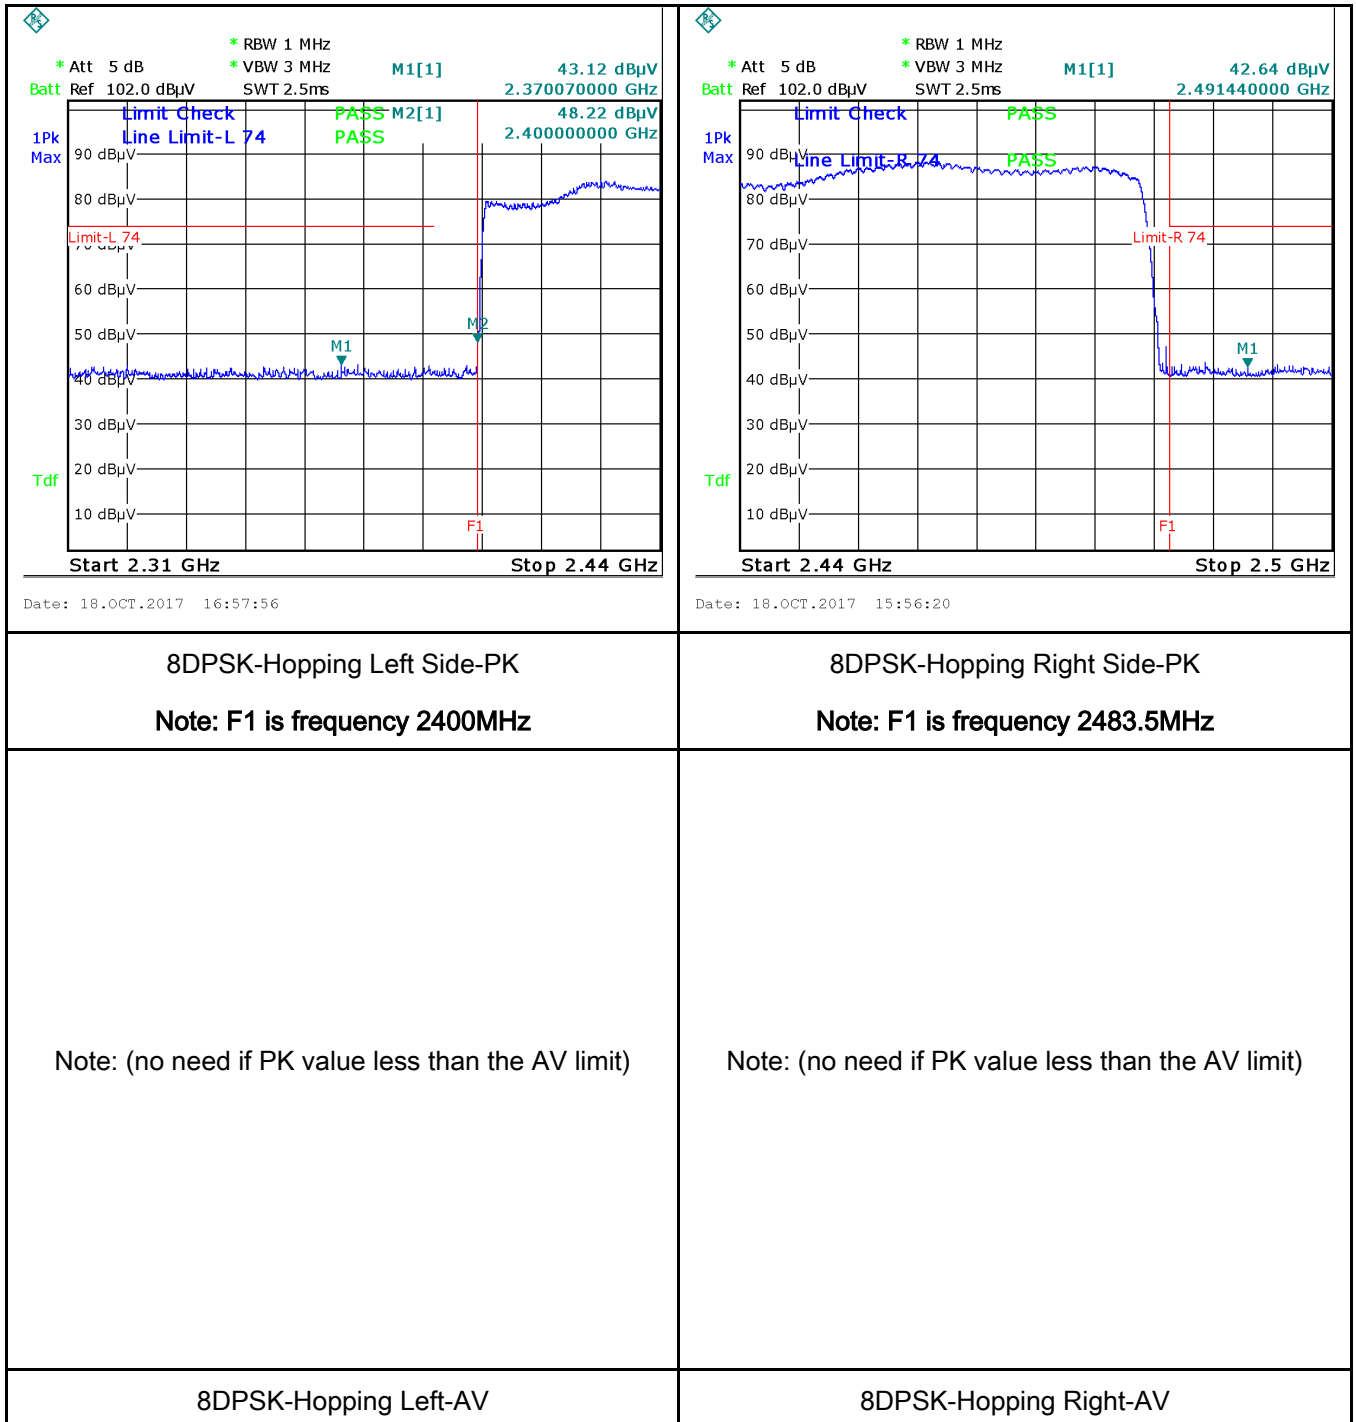 * RBW 1 MHz
* Att 5 dB * VBW 3 MHz M1[1] 43.12 dBµV
Batt Ref 102.0 dBµV SWT 2.5ms 2.370070000 GHz
Limit Check PASS M2[1] 48.22 dBµV
1Pk Line Limit-L 74 PASS 2.400000000 GHz
Max 90 dBµV
80 dBµV
Limit-L 74
70 dBµV
60 dBµV
50 dBµV M2
M1
40 dBµV
30 dBµV
Tdf 20 dBµV
10 dBµV
F1
Start 2.31 GHz Stop 2.44 GHz
Date: 18.OCT.2017 16:57:56
* RBW 1 MHz
* Att 5 dB * VBW 3 MHz M1[1] 42.64 dBµV
Batt Ref 102.0 dBµV SWT 2.5ms 2.491440000 GHz
Limit Check PASS
1Pk
Max 90 dBµV Line Limit-R 74 PASS
80 dBµV
70 dBµV Limit-R 74
60 dBµV
50 dBµV
M1
40 dBµV
30 dBµV
Tdf 20 dBµV
10 dBµV
F1
Start 2.44 GHz Stop 2.5 GHz
Date: 18.OCT.2017 15:56:20
8DPSK-Hopping Left Side-PK
Note: F1 is frequency 2400MHz
8DPSK-Hopping Right Side-PK
Note: F1 is frequency 2483.5MHz
Note: (no need if PK value less than the AV limit)
Note: (no need if PK value less than the AV limit)
8DPSK-Hopping Left-AV
8DPSK-Hopping Right-AV